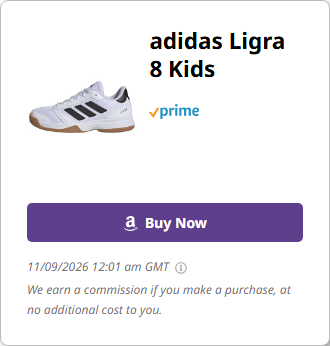 adidas Ligra
8 Kids
prime
Buy Now
11/09/2026 12:01 am GMT
We earn a commission if you make a purchase, at
no additional cost to you.